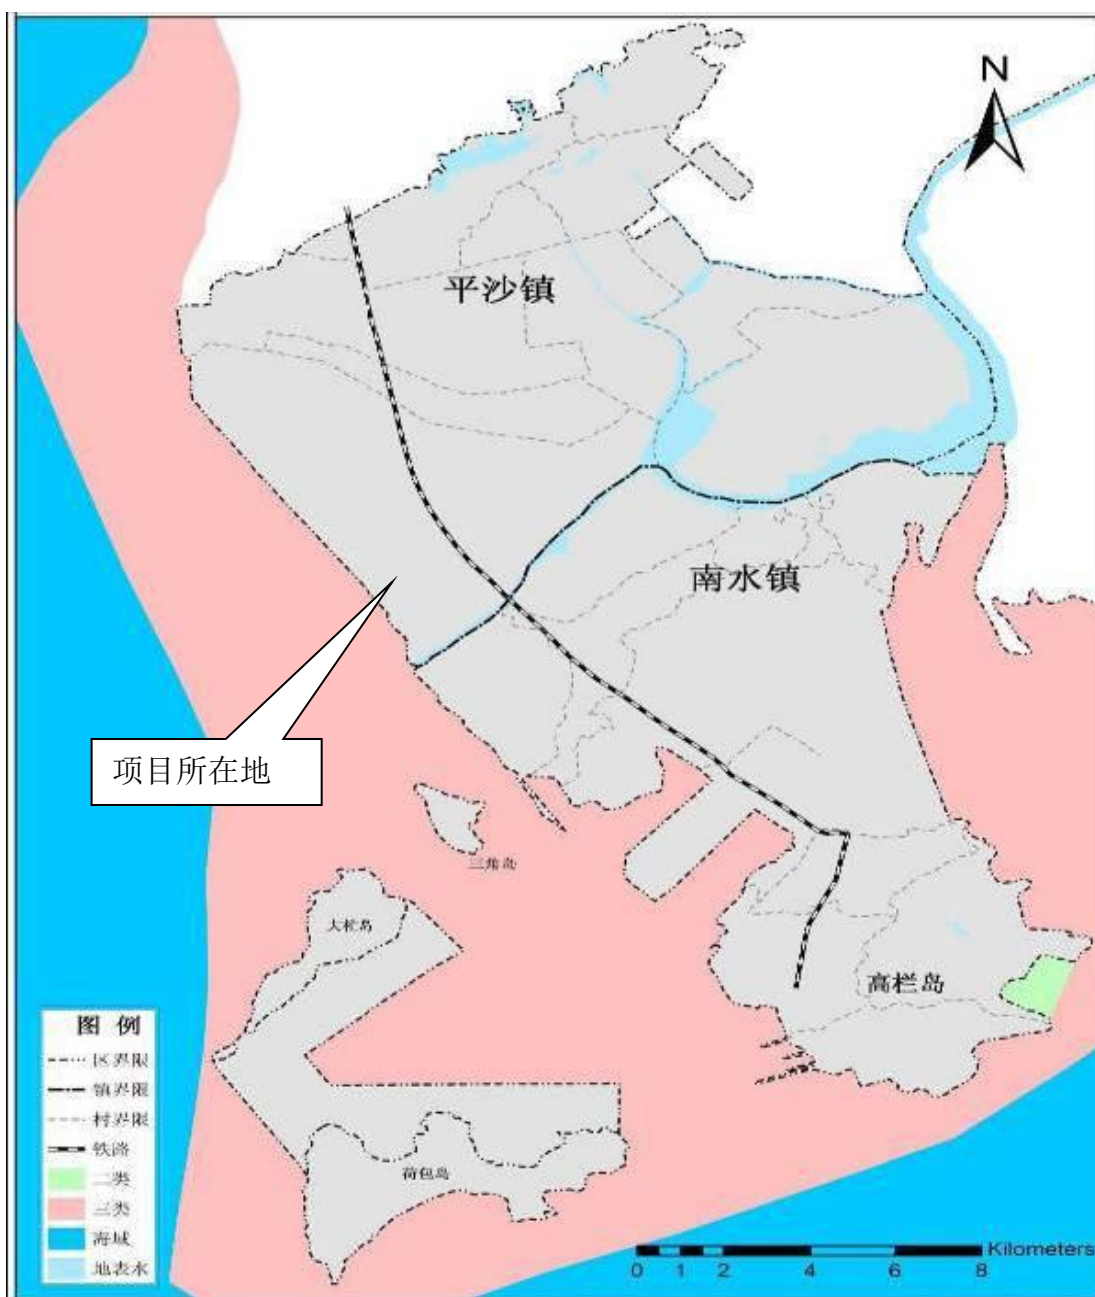 N
平沙镇
南水镇
项目所在地
三角岛
大杧岛
高栏岛
荷包岛
图 例
区界限
镇界限
村界限
铁路
二类
三类
海域
地表水
Kilometers
0 1 2 4 6 8